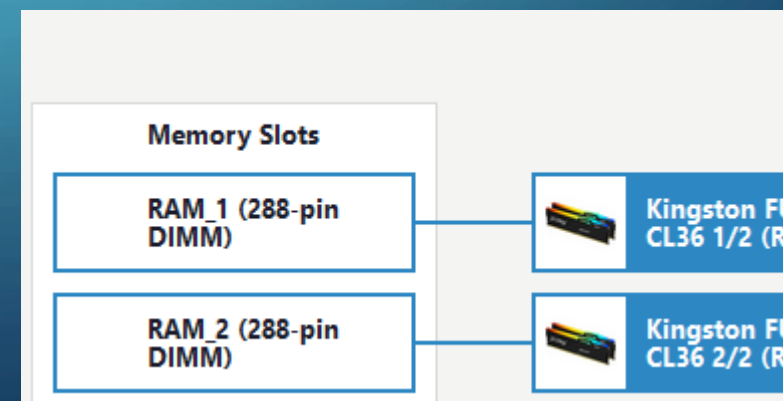 Memory Slots
RAM_1 (288-pin
DIMM)
Kingston
CL36 1/2
RAM_2 (288-pin
DIMM)
Kingston
CL36 2/2